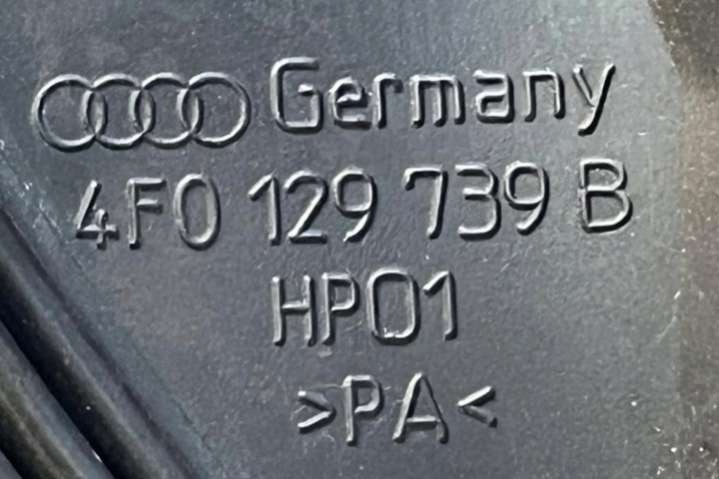 Germany
4F0 129 739 B
HP01
>PA<